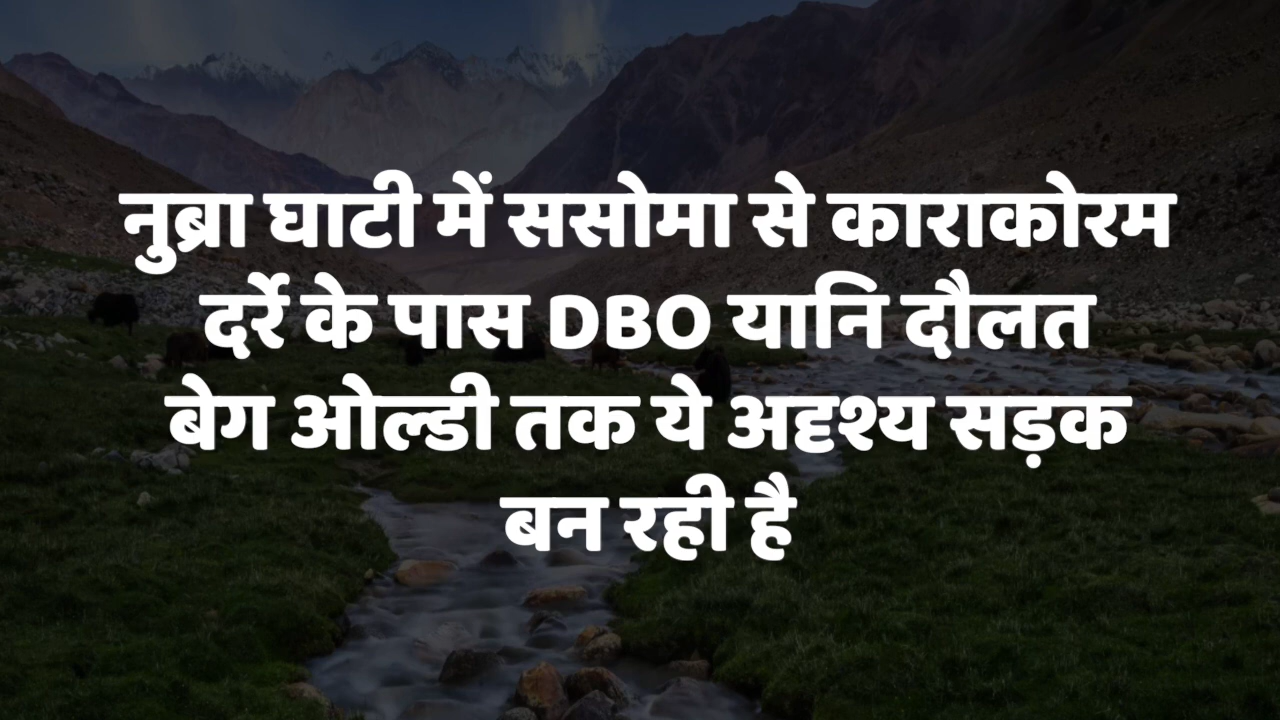 नुब्रा घाटी में ससोमा से काराकोरम
दर्रे के पास DBO यानि दौलत
बेग ओल्डी तक ये अदृश्य सड़क
बन रही है